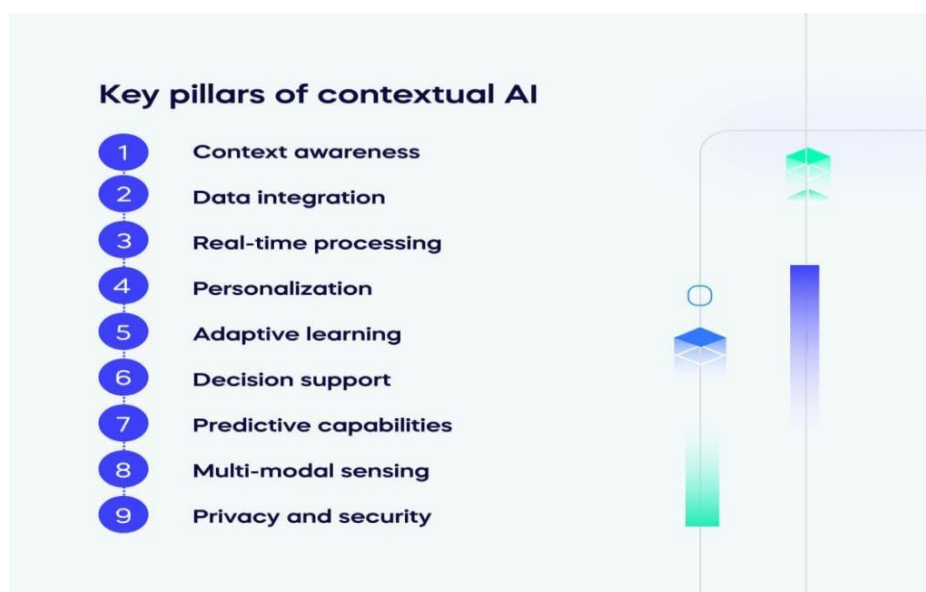 Key pillars of contextual AI
1 Context awareness
2 Data integration
3 Real-time processing
4 Personalization
5 Adaptive learning
6 Decision support
7 Predictive capabilities
8 Multi-modal sensing
9 Privacy and security